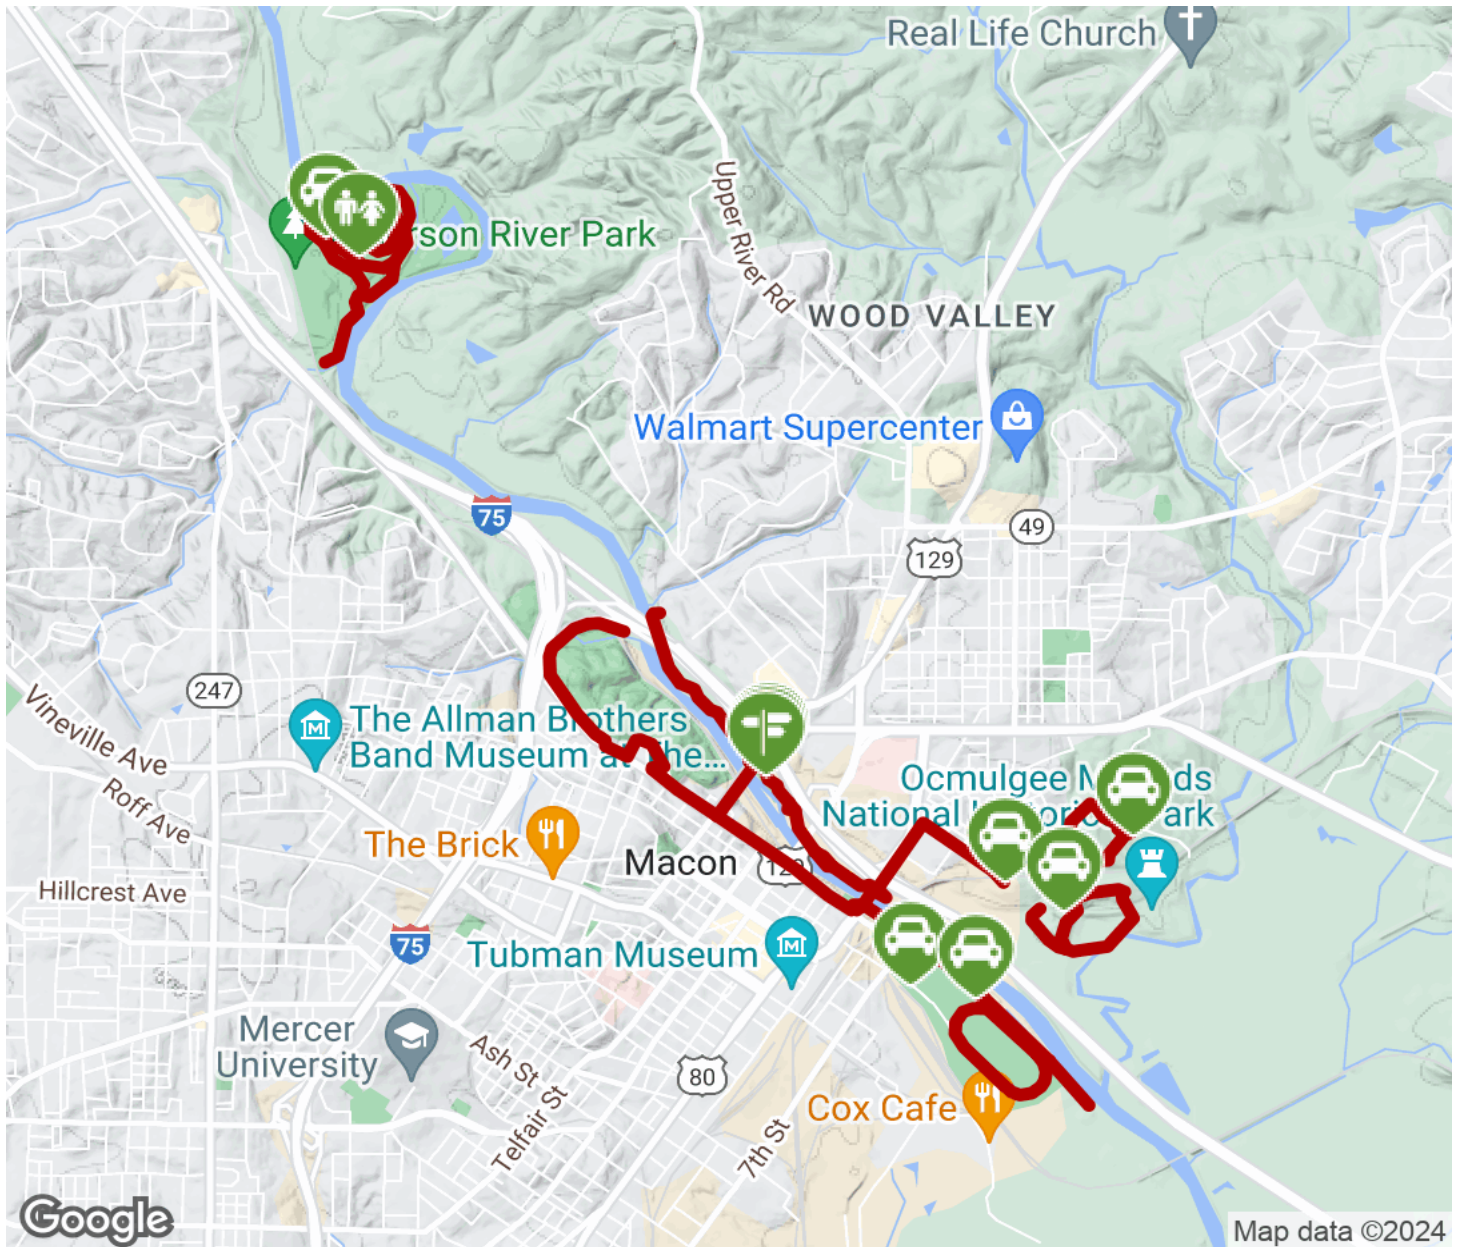 Real Life Church
rson River Park
Upper River Rd
WOOD VALLEY
Walmart Supercenter
75
49
129
247
Vineville Ave
The Allman Brothers
Band Museum at the...
Roff Ave
Ocmulgee M ds
National ark
The Brick
Macon
Hillcrest Ave
75
Tubman Museum
Mercer
University
Ash St
80
Telfair St
Cox Cafe
7th St
Google
Map data ©2024